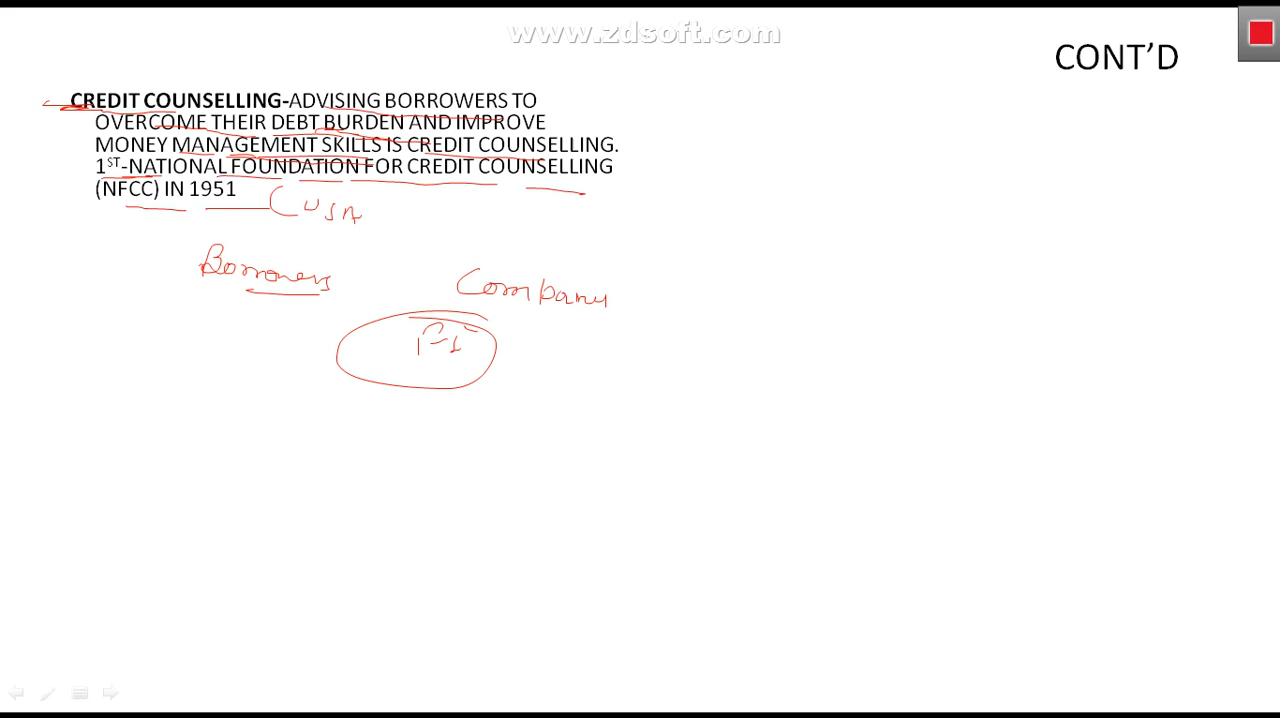 www.zdsoft.com
CONT’D
CREDIT COUNSELLING-ADVISING BORROWERS TO
OVERCOME THEIR DEBT BURDEN AND IMPROVE
MONEY MANAGEMENT SKILLS IS CREDIT COUNSELLING.
1ST-NATIONAL FOUNDATION FOR CREDIT COUNSELLING
(NFCC) IN 1951
(USA
Borrowers
Company